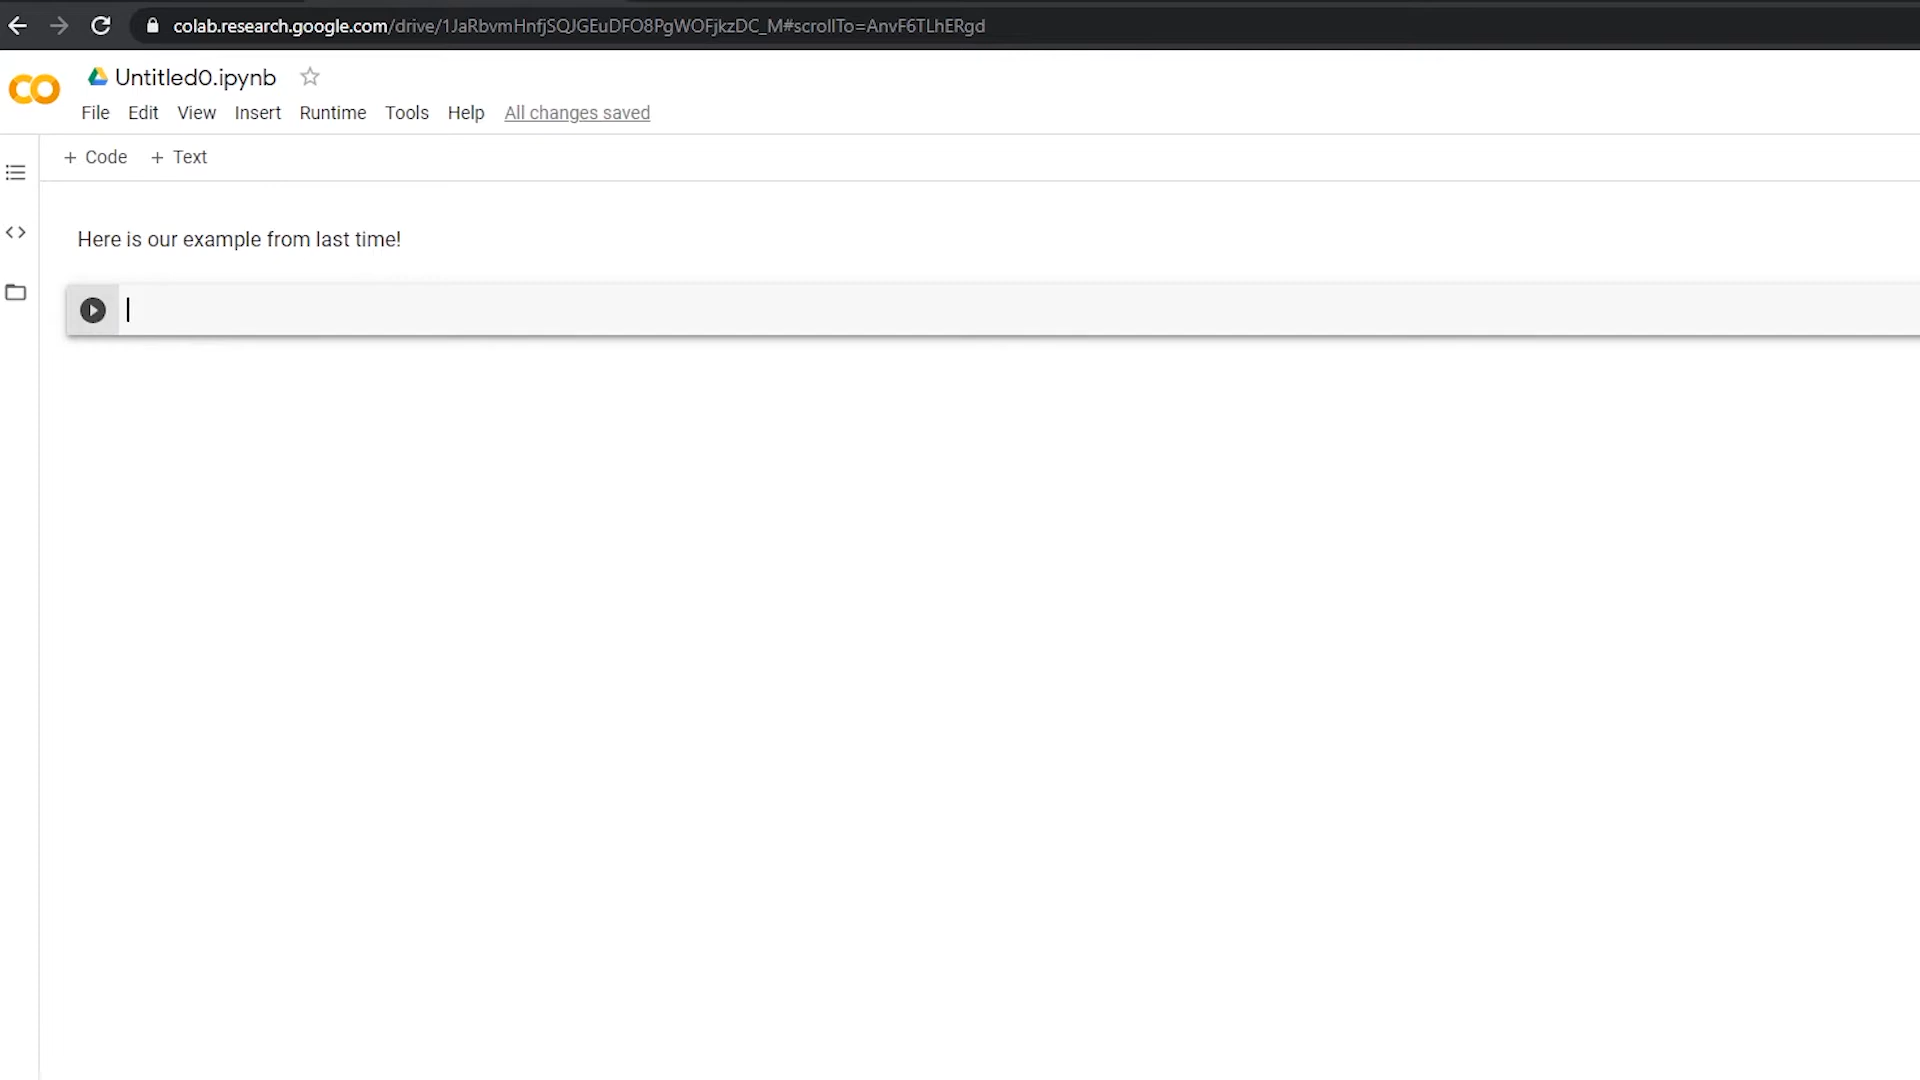 colab.research.google.com/drive/1JaRbvmHnfjSQJGEuDFO8PgWOFjkzDC_M#scrollTo=AnvF6TLhERgd
CO Untitled0.ipynb
File Edit View Insert Runtime Tools Help All changes saved
+ Code + Text
Here is our example from last time!